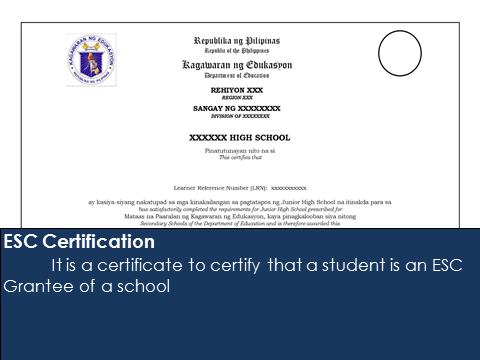 KAGAWARAN NG EDUKASYON
REPUBLIKA NG PILIPINAS
Republika ng Pilipinas
Republic of the Philippines
Kagawaran ng Edukasyon
Department of Education
REHIYON XXX
REGION XXX
SANGAY NG XXXXXXXX
DIVISION OF XXXXXXXX
XXXXXX HIGH SCHOOL
Pinatutunayan nito na si
This certifies that
Learner Reference Number (LRN): xxxxxxxxxxxx
ay kasiya-siyang nakatupad sa mga kinakailangan sa pagtatapos ng Junior High School na itinakda para sa
has satisfactorily completed the requirements for Junior High School prescribed for
Mataas na Paaralan ng Kagawaran ng Edukasyon, kaya pinagkalooban siya nitong
Secondary Schools of the Department of Education and is therefore awarded this
ESC Certification
It is a certificate to certify that a student is an ESC
Grantee of a school